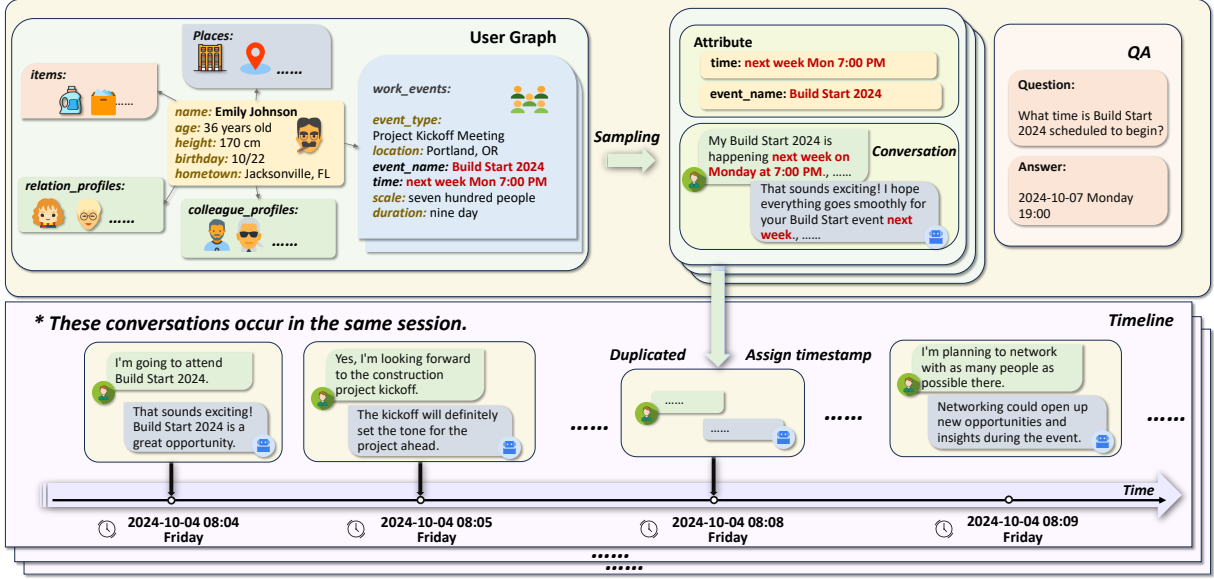 User Graph
Places:
......
items:
......
name: Emily Johnson
age: 36 years old
height: 170 cm
birthday: 10/22
hometown: Jacksonville, FL
relation_profiles:
......
colleague_profiles:
......
work_events:
event_type:
Project Kickoff Meeting
location: Portland, OR
event_name: Build Start 2024
time: next week Mon 7:00 PM
scale: seven hundred people
duration: nine day
Sampling
Attribute
time: next week Mon 7:00 PM
event_name: Build Start 2024
Conversation
My Build Start 2024 is
happening next week on
Monday at 7:00 PM., ......
That sounds exciting! I hope
everything goes smoothly for
your Build Start event next
week., ......
QA
Question:
What time is Build Start
2024 scheduled to begin?
Answer:
2024-10-07 Monday
19:00
* These conversations occur in the same session.
Timeline
I'm going to attend
Build Start 2024.
That sounds exciting!
Build Start 2024 is a
great opportunity.
Yes, I'm looking forward
to the construction
project kickoff.
The kickoff will definitely
set the tone for the
project ahead.
......
Duplicated
Assign timestamp
......
......
......
I'm planning to network
with as many people as
possible there.
Networking could open up
new opportunities and
insights during the event.
......
Time
2024-10-04 08:04
Friday
2024-10-04 08:05
Friday
2024-10-04 08:08
Friday
2024-10-04 08:09
Friday
......
......